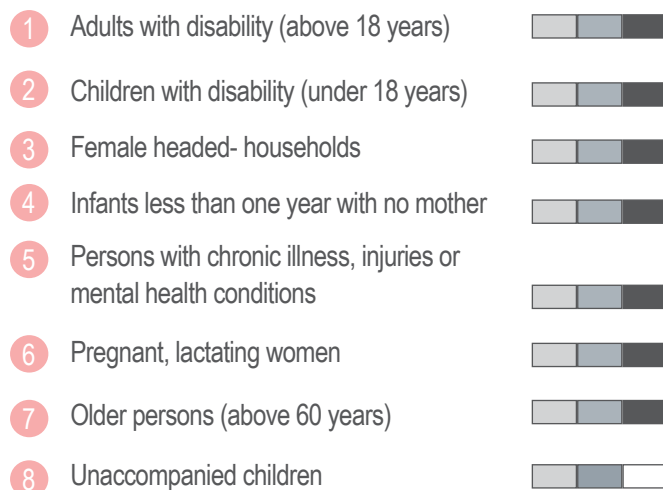 1 Adults with disability (above 18 years)
2 Children with disability (under 18 years)
3 Female headed- households
4 Infants less than one year with no mother
5 Persons with chronic illness, injuries or
mental health conditions
6 Pregnant, lactating women
7 Older persons (above 60 years)
8 Unaccompanied children